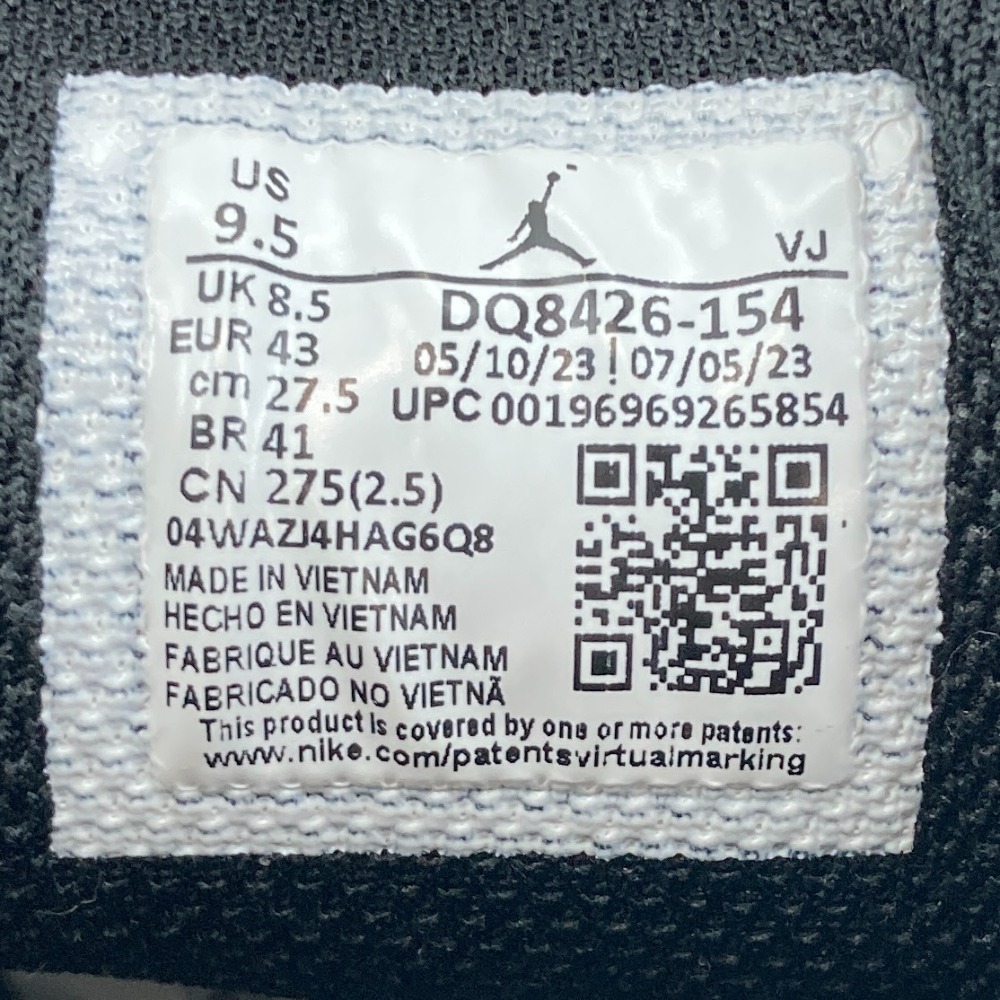 US
9.5
VJ
UK 8.5
EUR 43
cm 27.5
BR 41
CN 275(2.5)
DQ8426-154
05/10/23 | 07/05/23
UPC 00196969265854
04WAZJ4HAG6Q8
MADE IN VIETNAM
HECHO EN VIETNAM
FABRIQUE AU VIETNAM
FABRICADO NO VIETNÃ
This product is covered by one or more patents:
www.nike.com/patentsvirtualmarking